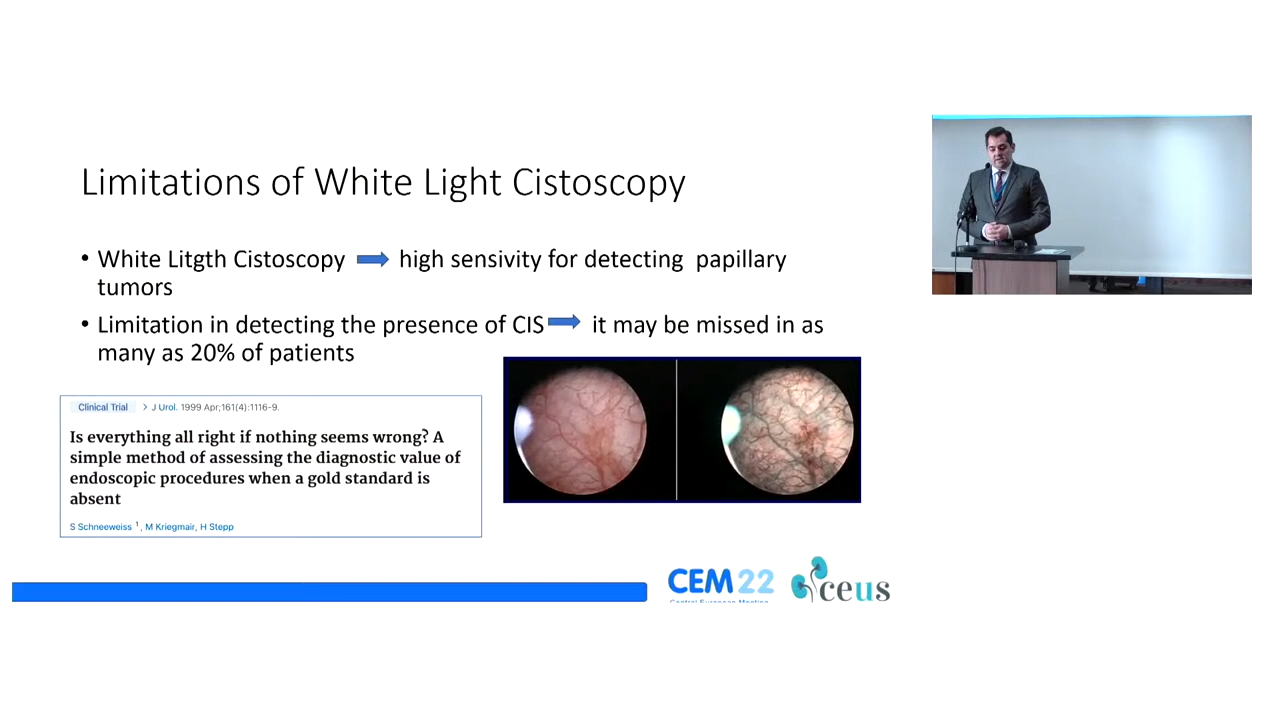 Limitations of White Light Cistoscopy
• White Litgth Cistoscopy high sensivity for detecting papillary
tumors
• Limitation in detecting the presence of CIS it may be missed in as
many as 20% of patients
Clinical Trial > J Urol. 1999 Apr;161(4):1116-9.
Is everything all right if nothing seems wrong? A
simple method of assessing the diagnostic value of
endoscopic procedures when a gold standard is
absent
S Schneeweiss 1, M Kriegmair, H Stepp
CEM22
Central European Meeting
ceus